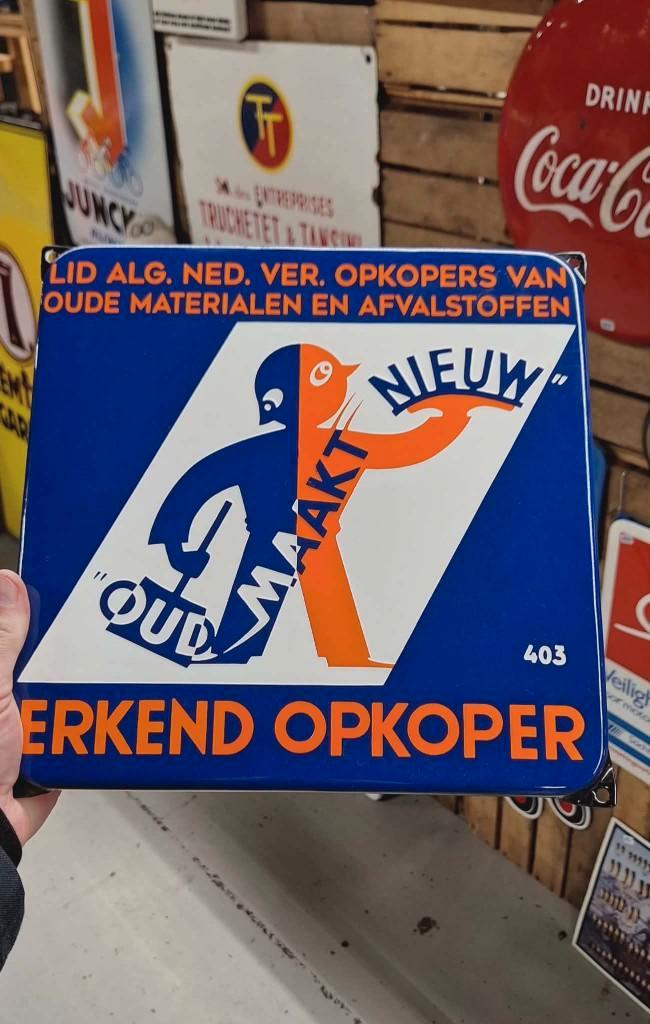 JUNCK
TT
ENTREPRISES
TRUCHETET & TANSINI
DRINK
Coca-Co
LID ALG. NED. VER. OPKOPERS VAN
OUDE MATERIALEN EN AFVALSTOFFEN
"OUD MAAKT NIEUW"
403
ERKEND OPKOPER